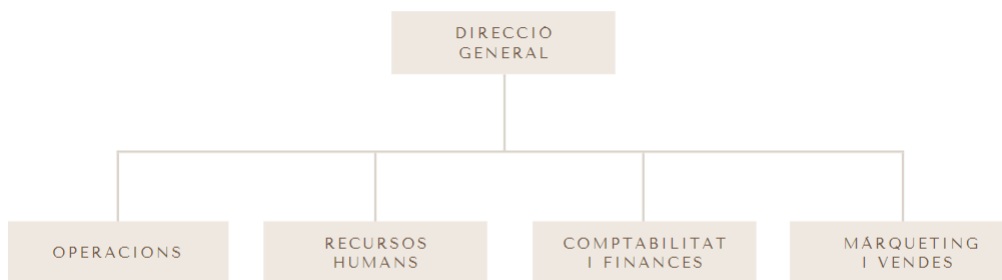 DIRECCIÓ
GENERAL
OPERACIONS
RECURSOS
HUMANS
COMPTABILITAT
I FINANCES
MÀRQUETING
I VENDES